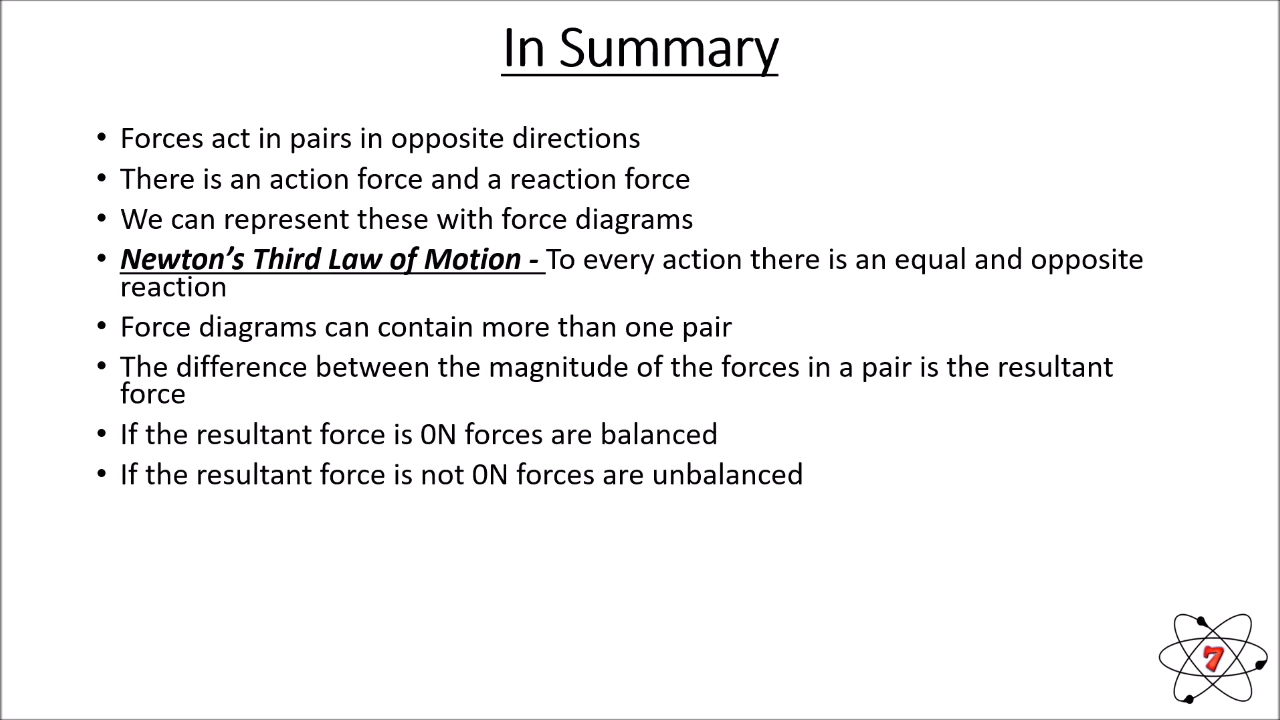 In Summary
• Forces act in pairs in opposite directions
• There is an action force and a reaction force
• We can represent these with force diagrams
• Newton’s Third Law of Motion - To every action there is an equal and opposite
reaction
• Force diagrams can contain more than one pair
• The difference between the magnitude of the forces in a pair is the resultant
force
• If the resultant force is 0N forces are balanced
• If the resultant force is not 0N forces are unbalanced
7